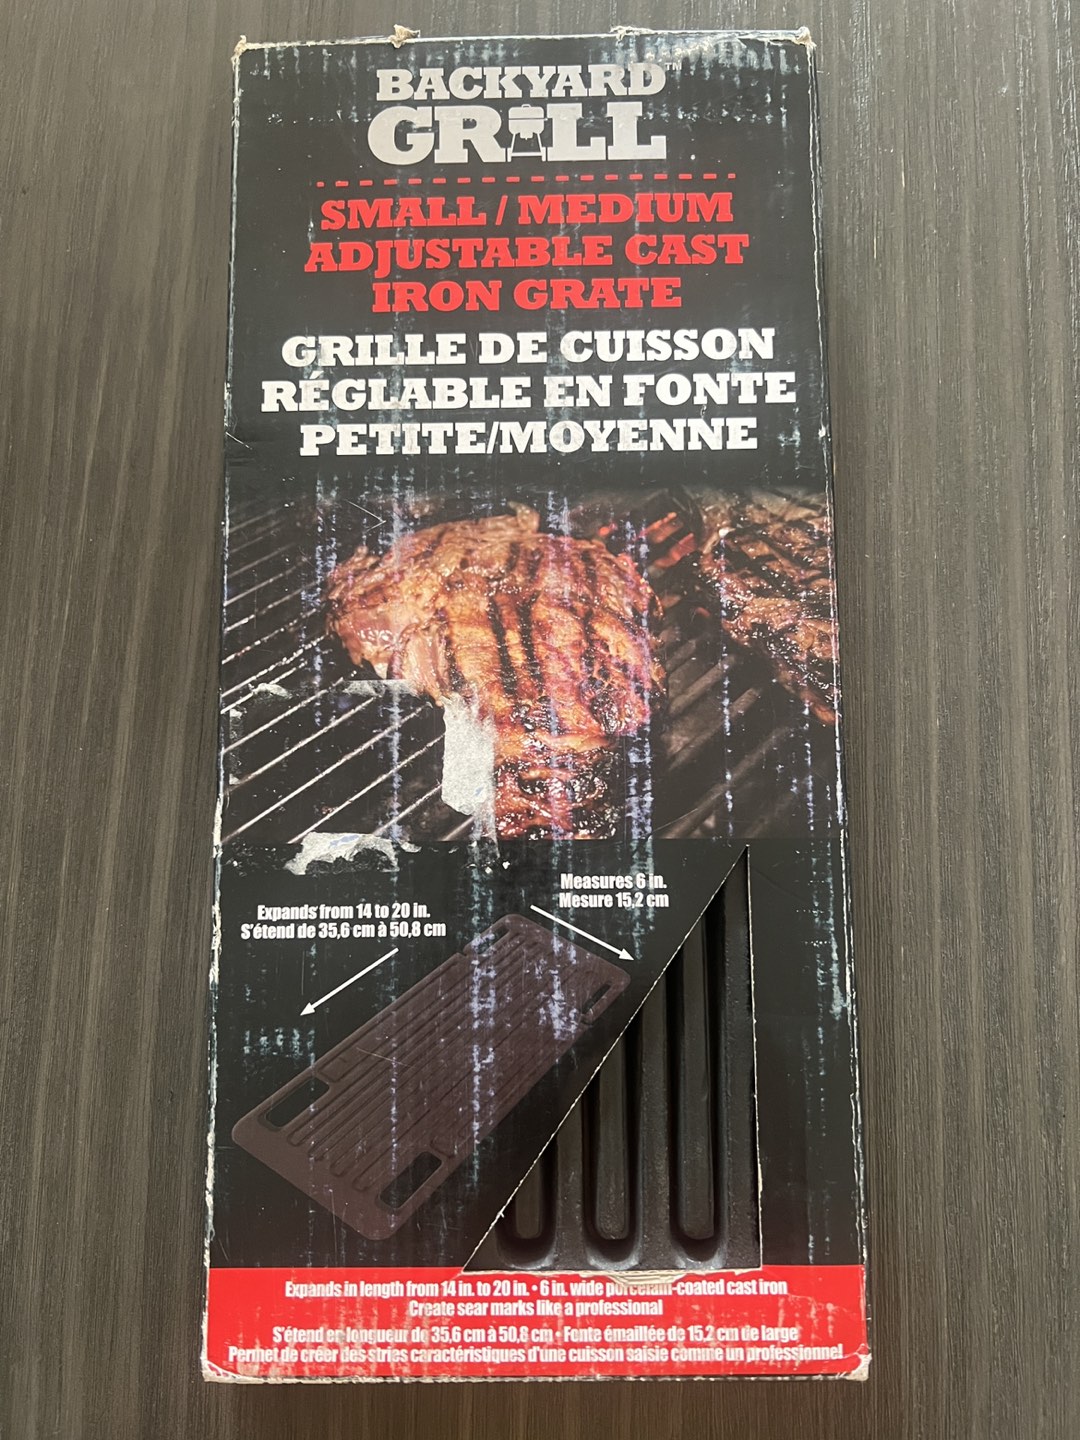 BACKYARD™
GRILL
SMALL / MEDIUM
ADJUSTABLE CAST
IRON GRATE
GRILLE DE CUISSON
RÉGLABLE EN FONTE
PETITE/MOYENNE
Measures 6 in.
Mesure 15,2 cm
Expands from 14 to 20 in.
S'étend de 35,6 cm à 50,8 cm
Expands in length from 14 in. to 20 in. • 6 in. wide porcelain-coated cast iron
Create sear marks like a professional
S'étend en longueur de 35,6 cm à 50,8 cm • Fonte émaillée de 15,2 cm de large
Permet de créer des stries caractéristiques d'une cuisson saisie comme un professionnel